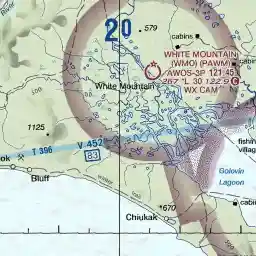 20
579
cabins
WHITE MOUNTAIN
(WMO) (PAWM)
AWOS-3P 121.45
267 *L 30 122.9
WX CAM
White Mountain
cabins
1125
V 452
T 396
83
Bluff
Golovin
Lagoon
fishing
village
670
Chiukak